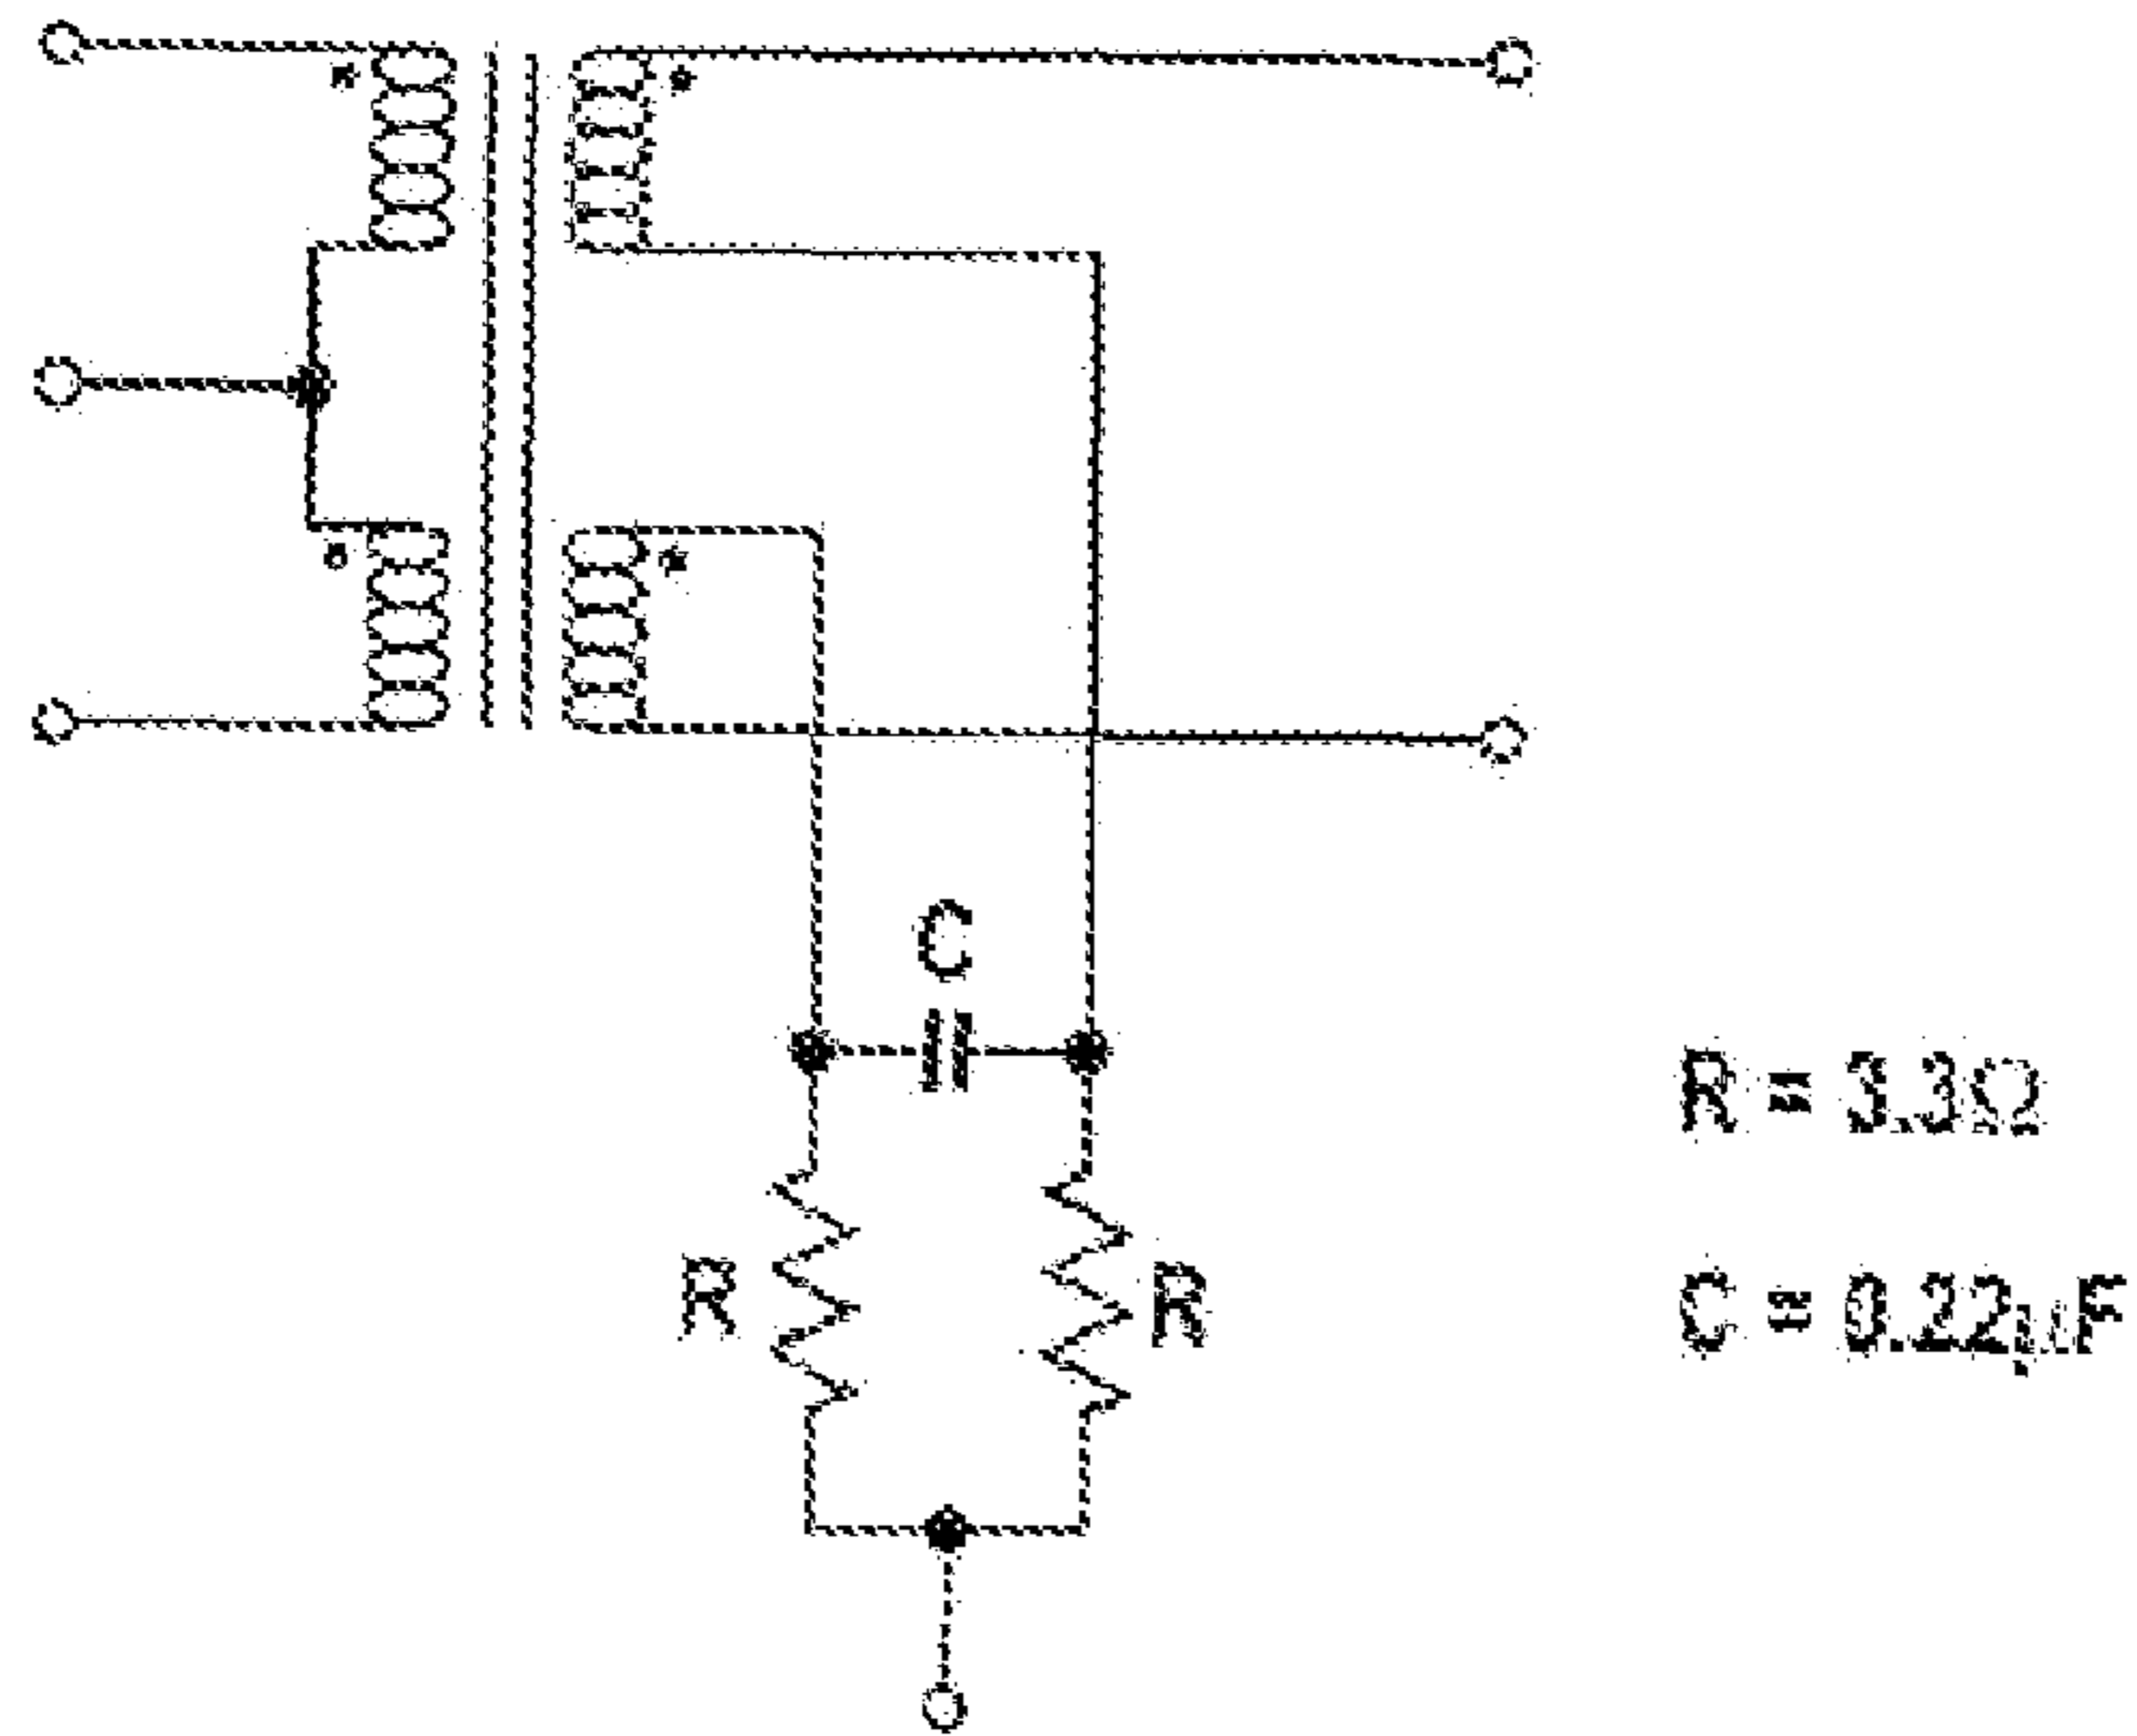 C
R R
R = 3.3Ω
C = 0.22µF